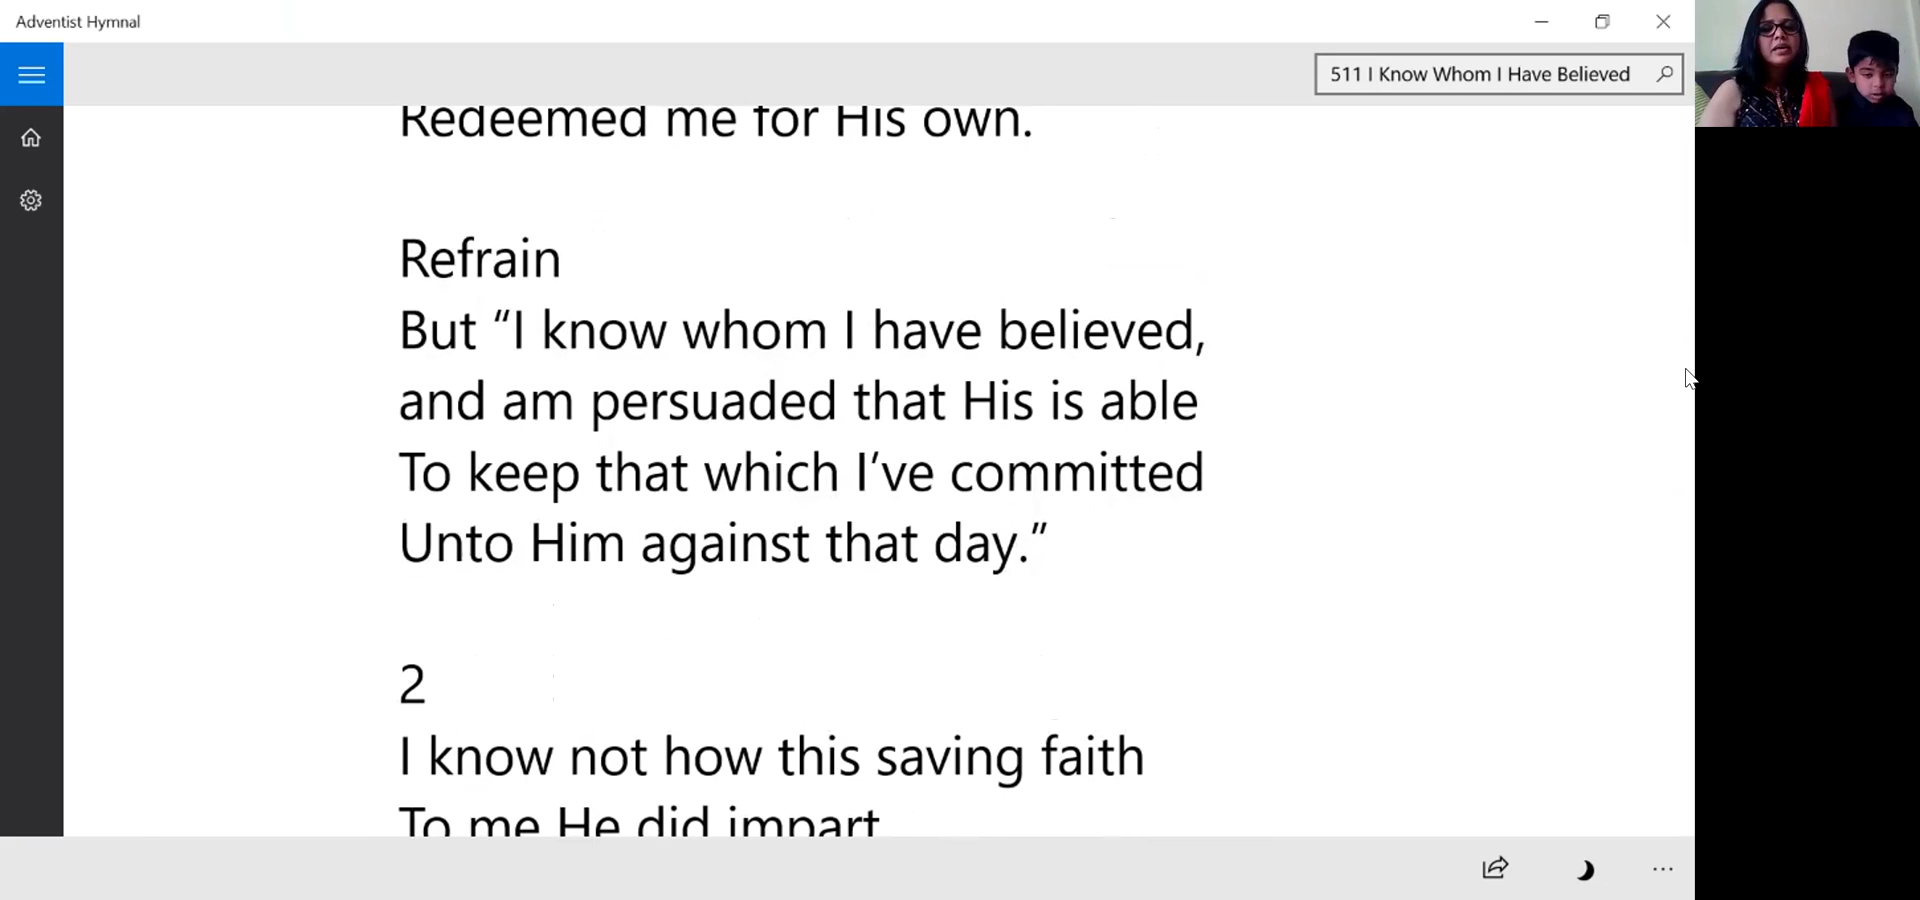 Adventist Hymnal
511 I Know Whom I Have Believed
Redeemed me for His own.
Refrain
But “I know whom I have believed,
and am persuaded that His is able
To keep that which I’ve committed
Unto Him against that day.”
2
I know not how this saving faith
To me He did impart